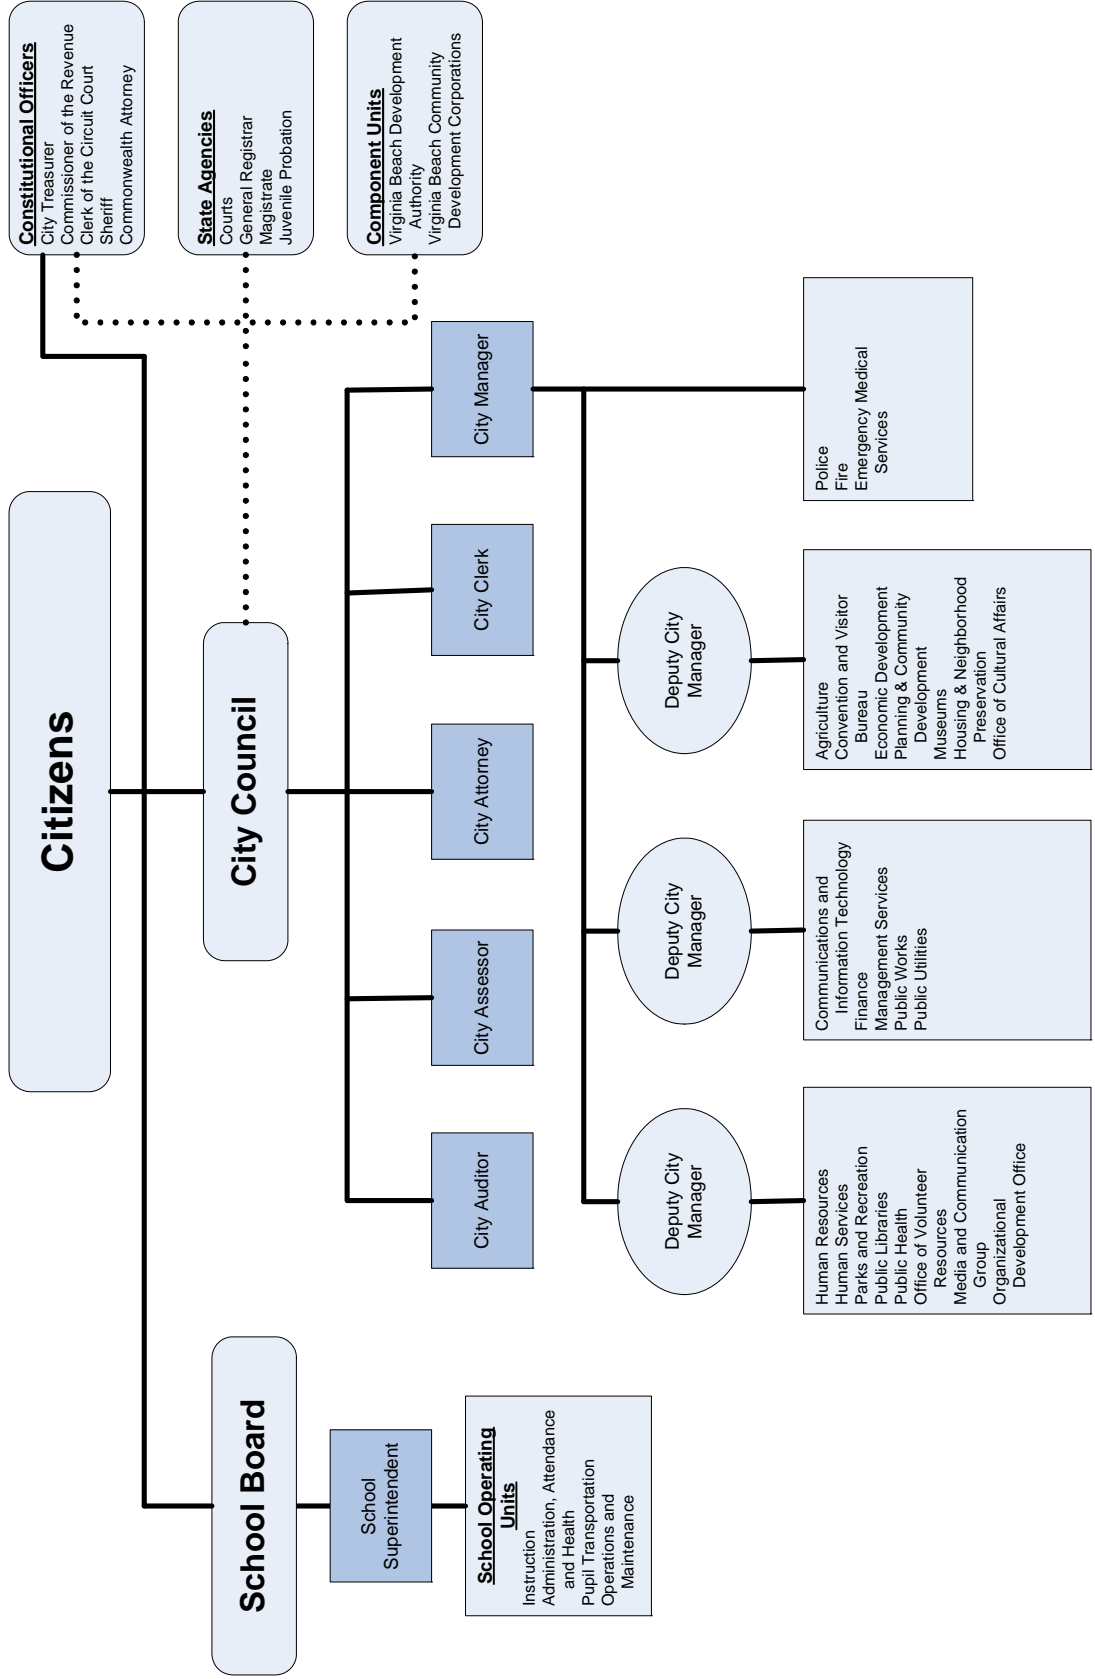 Citizens
Constitutional Officers
City Treasurer
Commissioner of the Revenue
Clerk of the Circuit Court
Sheriff
Commonwealth Attorney
State Agencies
Courts
General Registrar
Magistrate
Juvenile Probation
Component Units
Virginia Beach Development
Authority
Virginia Beach Community
Development Corporations
School Board
City Council
School
Superintendent
School Operating
Units
Instruction
Administration, Attendance
and Health
Pupil Transportation
Operations and
Maintenance
City Auditor
City Assessor
City Attorney
City Clerk
City Manager
Deputy City
Manager
Deputy City
Manager
Deputy City
Manager
Human Resources
Human Services
Parks and Recreation
Public Libraries
Public Health
Office of Volunteer
Resources
Media and Communication
Group
Organizational
Development Office
Communications and
Information Technology
Finance
Management Services
Public Works
Public Utilities
Agriculture
Convention and Visitor
Bureau
Economic Development
Planning & Community
Development
Museums
Housing & Neighborhood
Preservation
Office of Cultural Affairs
Police
Fire
Emergency Medical
Services